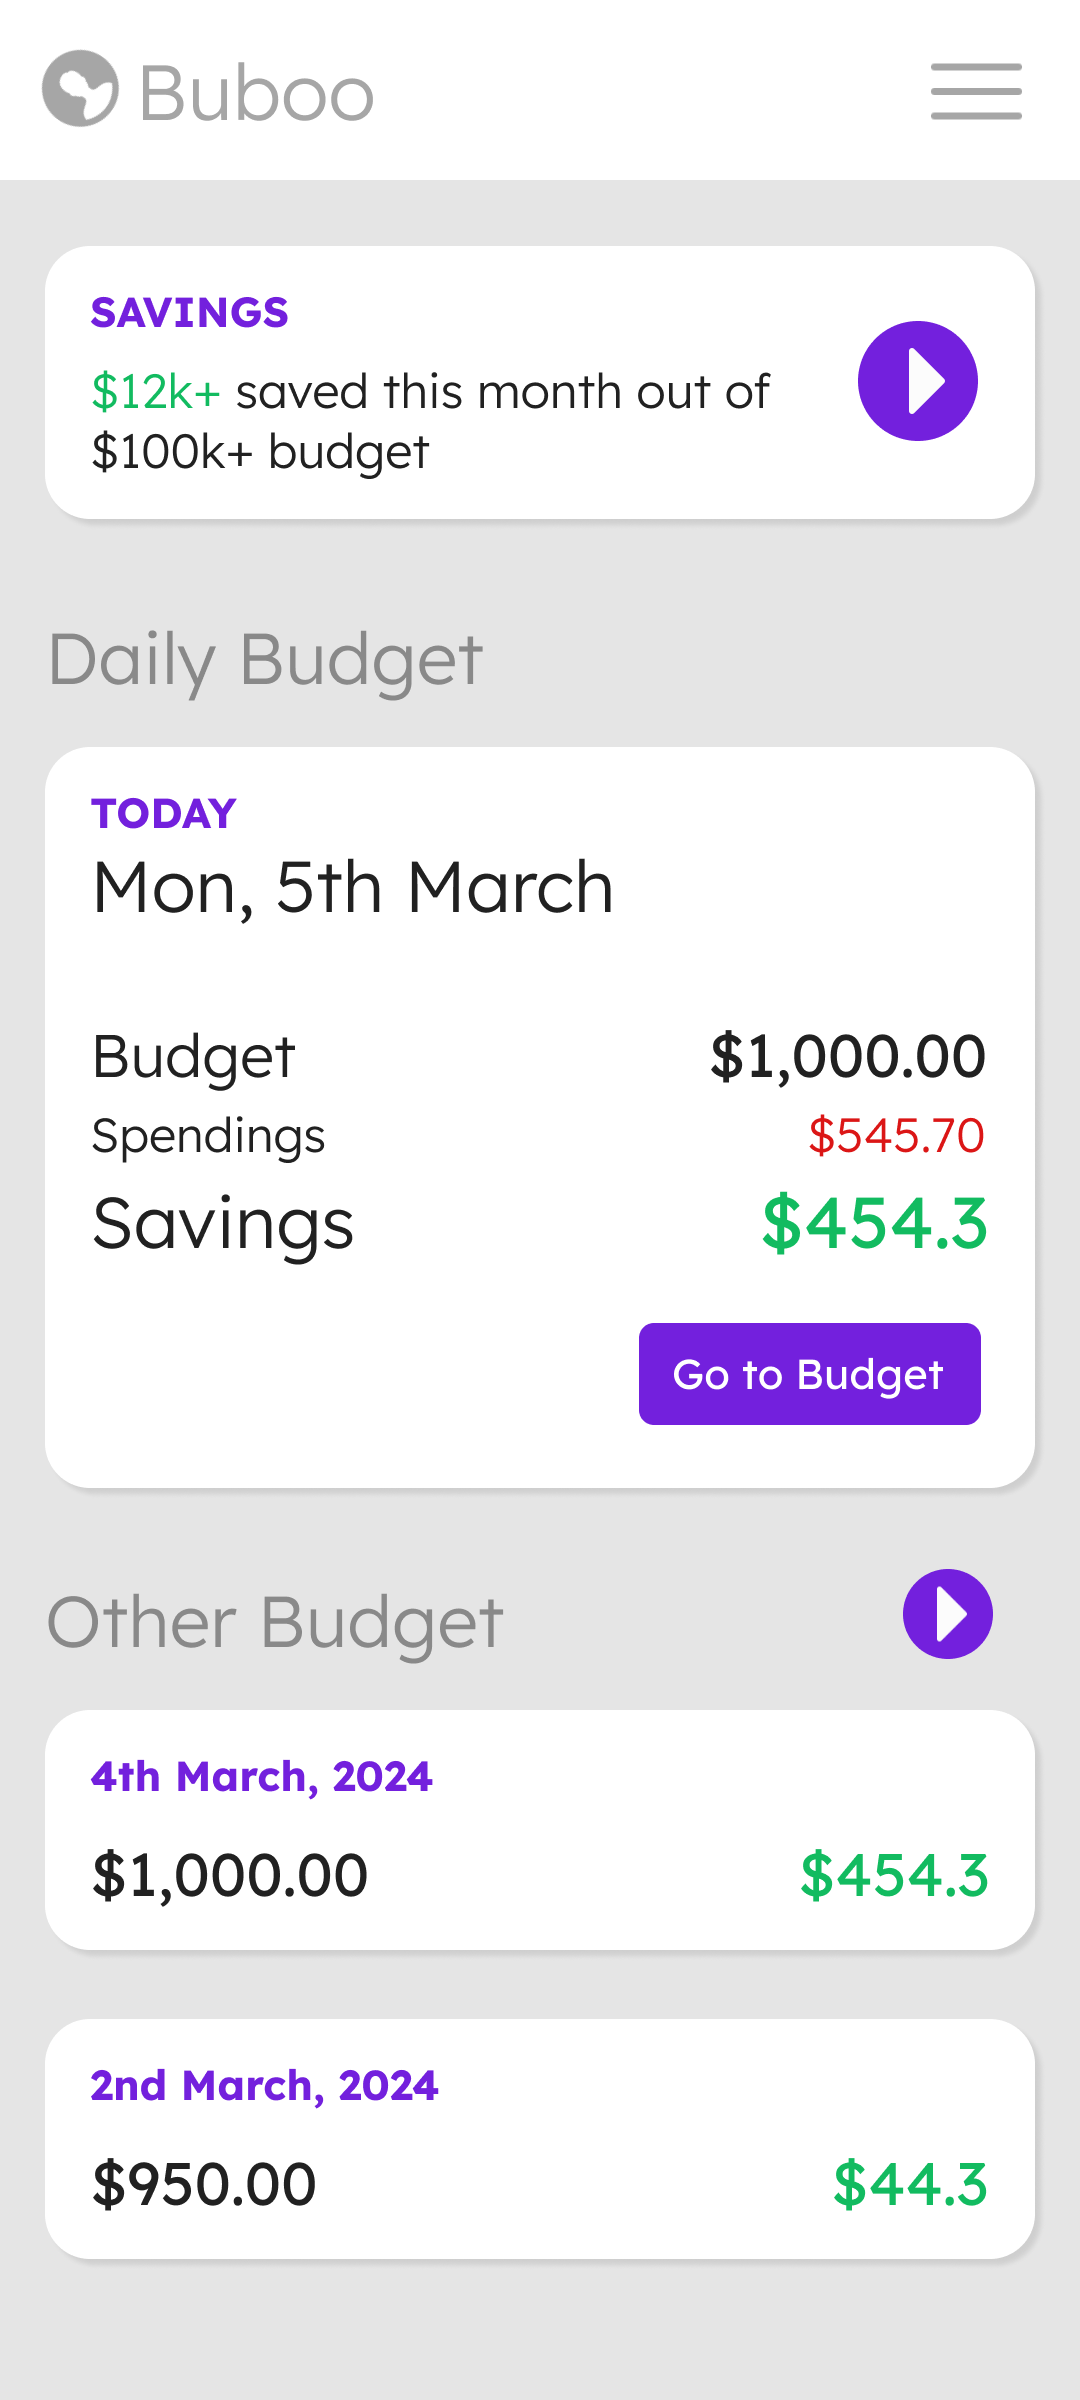 Buboo
SAVINGS
$12k+ saved this month out of
$100k+ budget
Daily Budget
TODAY
Mon, 5th March
Budget $1,000.00
Spendings $545.70
Savings $454.3
Go to Budget
Other Budget
4th March, 2024
$1,000.00 $454.3
2nd March, 2024
$950.00 $44.3